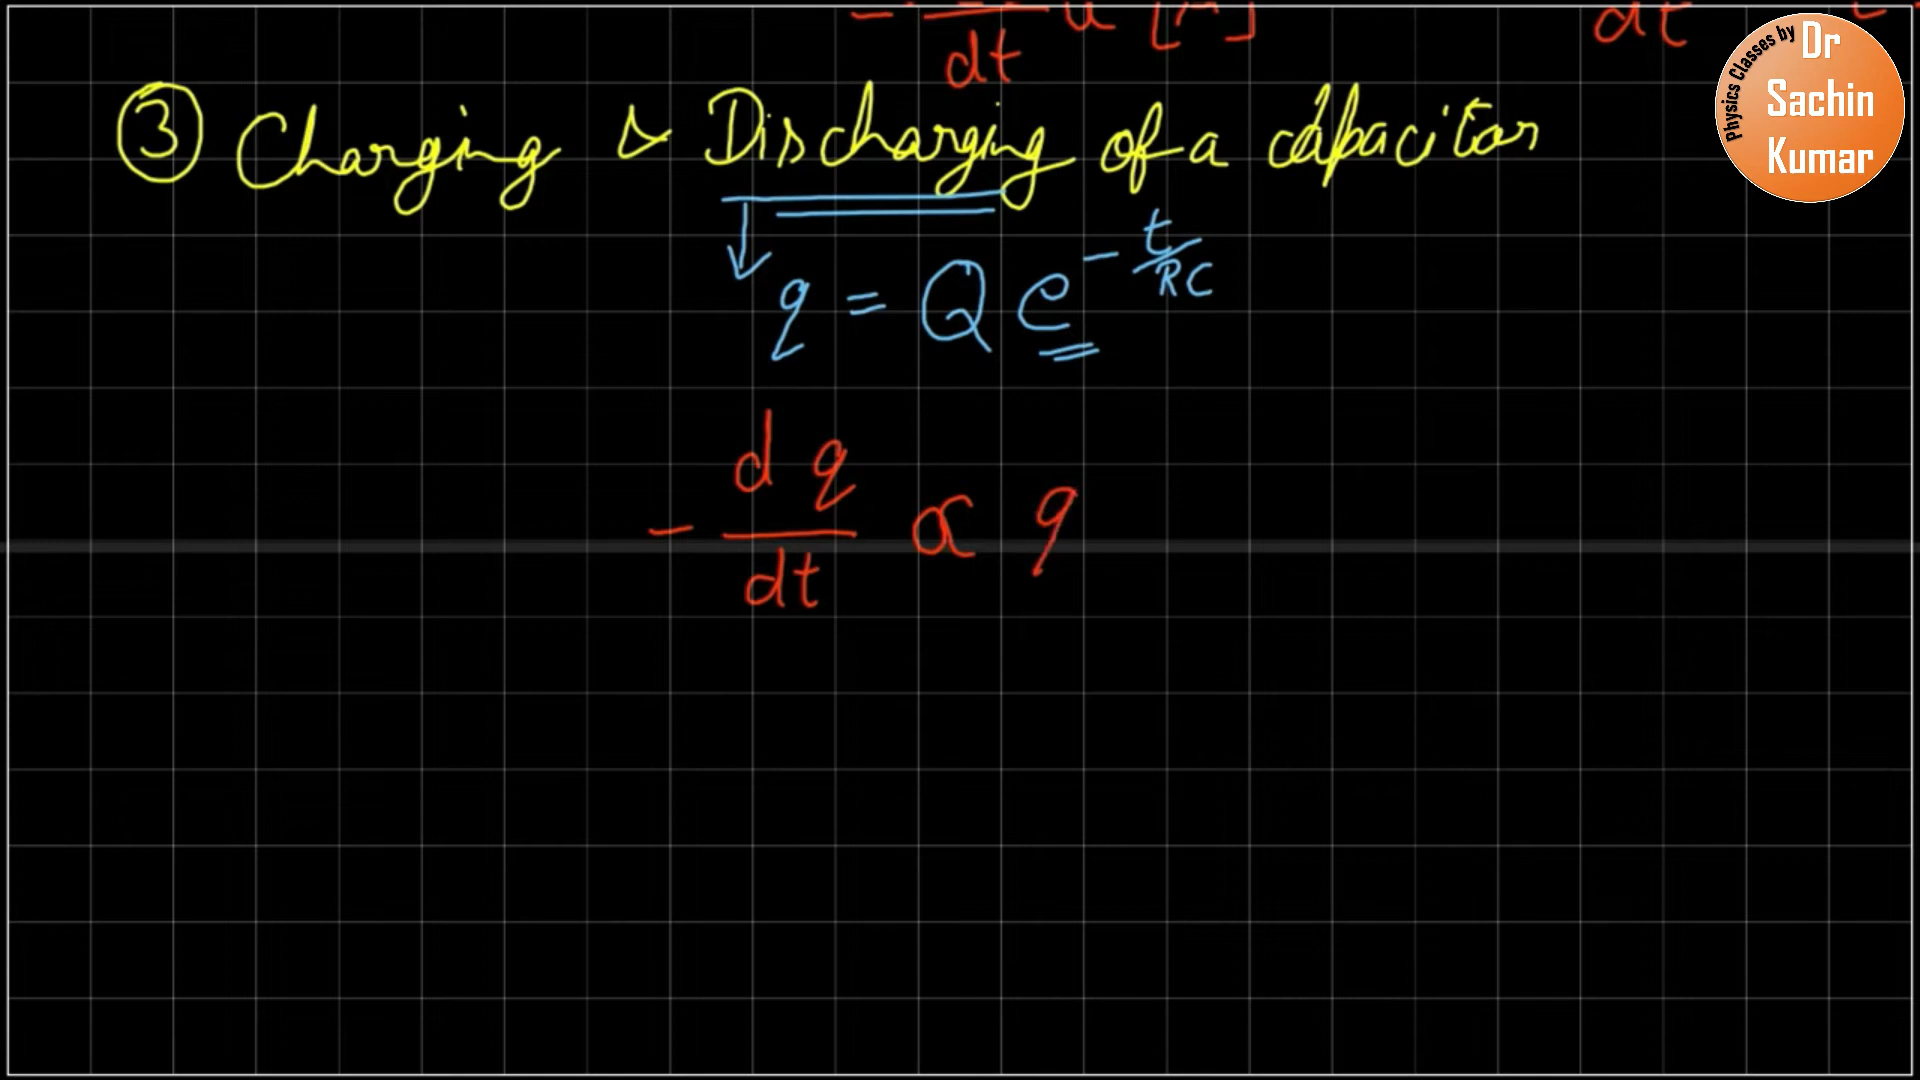 dt [ ]
dt
③ Charging & Discharging of a capacitor
q = Q e^{-t/RC}
- dq/dt ∝ q
Physics Classes by
Dr
Sachin
Kumar